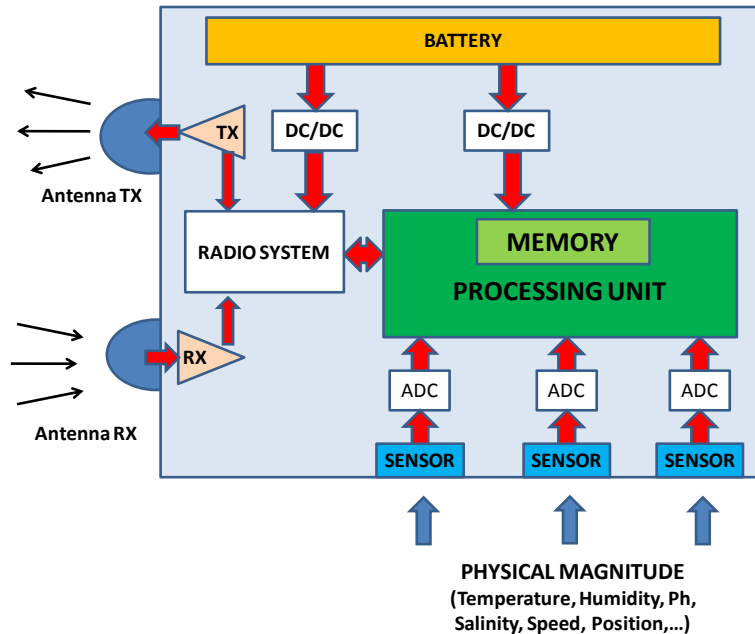 BATTERY
TX
DC/DC
DC/DC
Antenna TX
RADIO SYSTEM
MEMORY
PROCESSING UNIT
RX
ADC
ADC
ADC
Antenna RX
SENSOR
SENSOR
SENSOR
PHYSICAL MAGNITUDE
(Temperature, Humidity, Ph,
Salinity, Speed, Position,...)